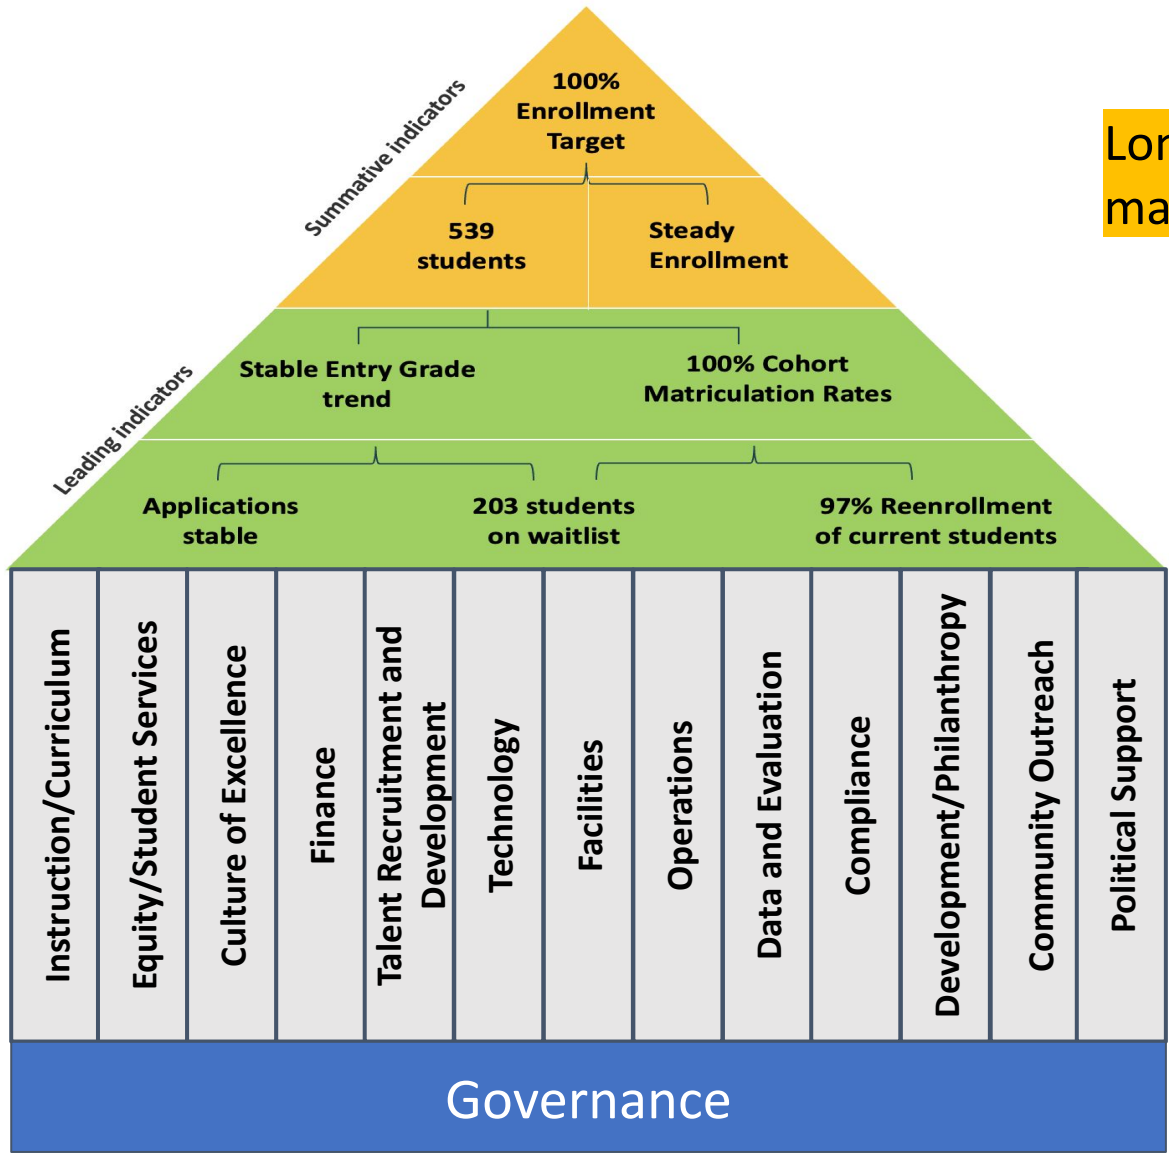 Summative indicators
100%
Enrollment
Target
539
students
Steady
Enrollment
Leading indicators
Stable Entry Grade
trend
100% Cohort
Matriculation Rates
Applications
stable
203 students
on waitlist
97% Reenrollment
of current students
Instruction/Curriculum
Equity/Student Services
Culture of Excellence
Finance
Talent Recruitment and
Development
Technology
Facilities
Operations
Data and Evaluation
Compliance
Development/Philanthropy
Community Outreach
Political Support
Governance